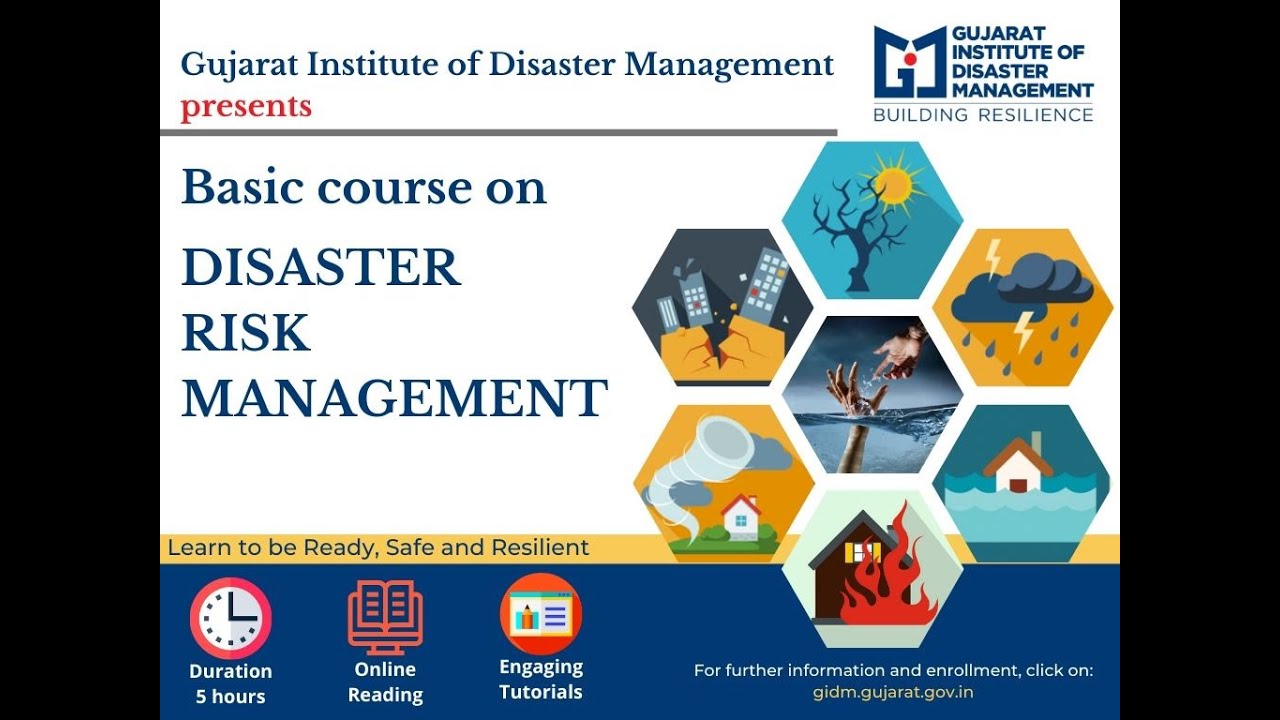 Gujarat Institute of Disaster Management
presents
GUJARAT
INSTITUTE OF
DISASTER
MANAGEMENT
BUILDING RESILIENCE
Basic course on
DISASTER
RISK
MANAGEMENT
Learn to be Ready, Safe and Resilient
Duration
5 hours
Online
Reading
Engaging
Tutorials
For further information and enrollment, click on:
gidm.gujarat.gov.in